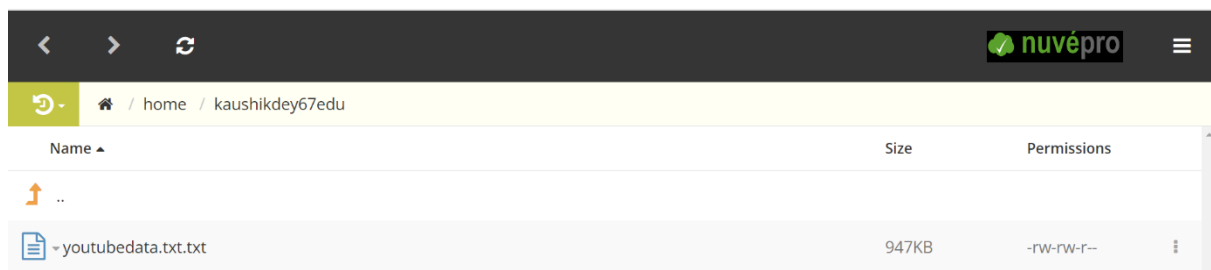 nuvépro
/ home / kaushikdey67edu
Name Size Permissions
..
youtubedata.txt.txt 947KB -rw-rw-r--